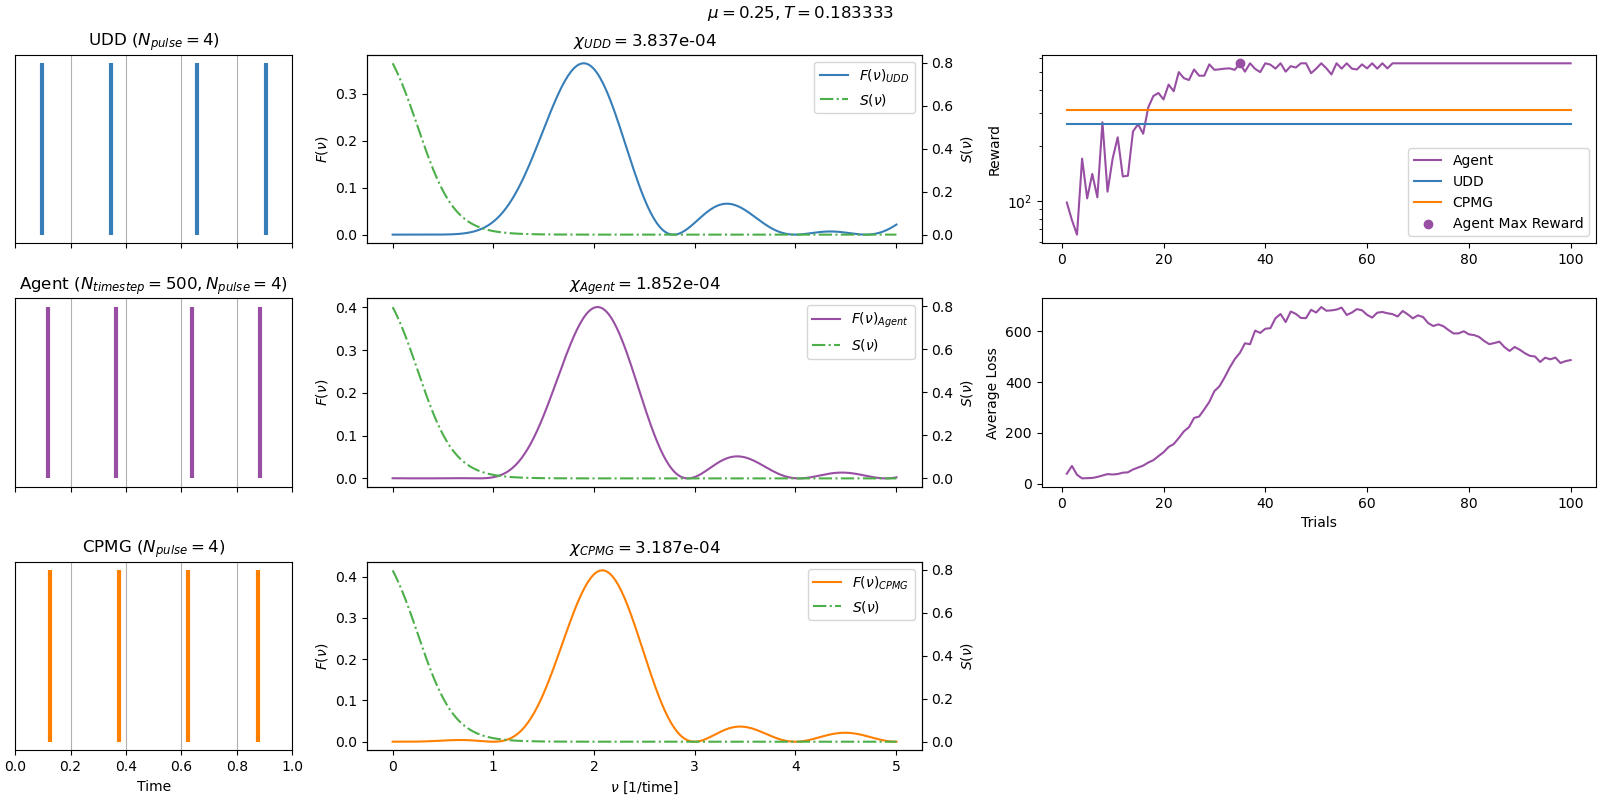 μ = 0.25, T = 0.183333
UDD (N_pulse = 4)
χ_UDD = 3.837e-04
F(ν)
0.3
0.2
0.1
0.0
F(ν)_UDD
S(ν)
0.8
0.6
0.4
0.2
0.0
S(ν)
Reward
10^2
Agent
UDD
CPMG
Agent Max Reward
0 20 40 60 80 100
Agent (N_timestep = 500, N_pulse = 4)
χ_Agent = 1.852e-04
F(ν)
0.4
0.3
0.2
0.1
0.0
F(ν)_Agent
S(ν)
0.8
0.6
0.4
0.2
0.0
S(ν)
Average Loss
600
400
200
0
0 20 40 60 80 100
Trials
CPMG (N_pulse = 4)
0.0 0.2 0.4 0.6 0.8 1.0
Time
χ_CPMG = 3.187e-04
F(ν)
0.4
0.3
0.2
0.1
0.0
F(ν)_CPMG
S(ν)
0.8
0.6
0.4
0.2
0.0
S(ν)
0 1 2 3 4 5
ν [1/time]